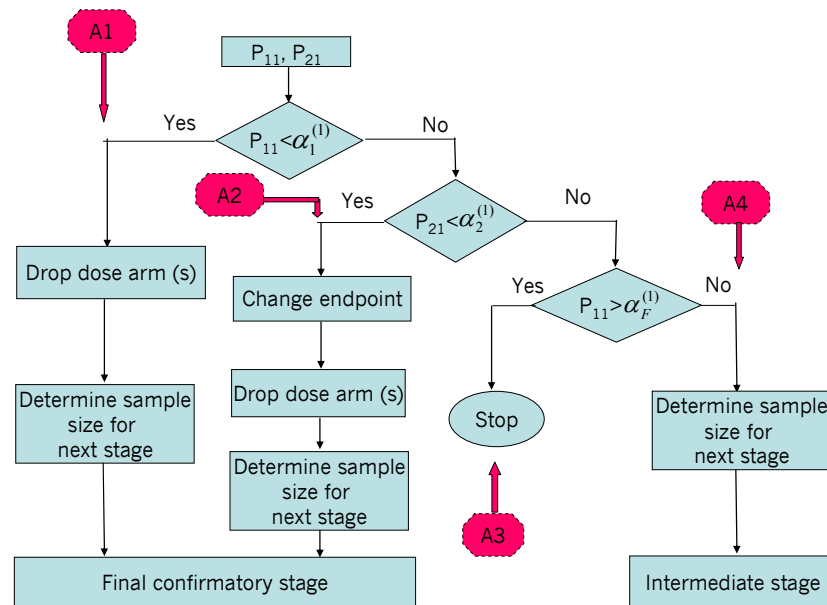 A1
P₁₁, P₂₁
Yes
P₁₁<α₁⁽¹⁾
No
A2
Yes
P₂₁<α₂⁽¹⁾
No
A4
Drop dose arm (s)
Change endpoint
Yes
P₁₁>α_F⁽¹⁾
No
Determine sample
size for
next stage
Drop dose arm (s)
Stop
Determine sample
size for
next stage
Determine sample
size for
next stage
A3
Final confirmatory stage
Intermediate stage